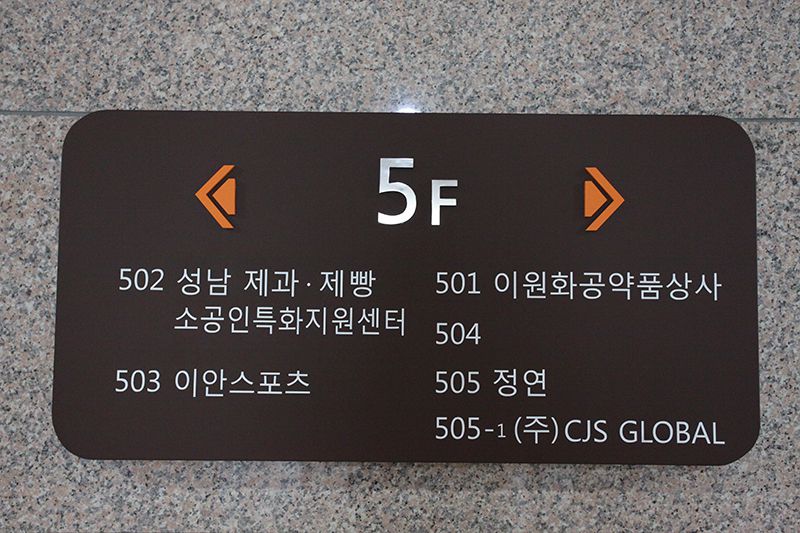 5F
502 성남 제과·제빵
소공인특화지원센터
503 이안스포츠
501 이원화공약품상사
504
505 정연
505-1 (주)CJS GLOBAL